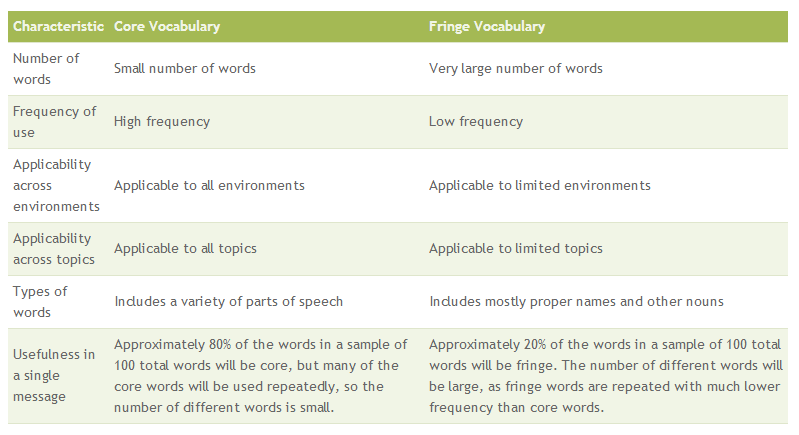 Characteristic Core Vocabulary Fringe Vocabulary
Number of
words
Small number of words
Very large number of words
Frequency of
use
High frequency
Low frequency
Applicability
across
environments
Applicable to all environments
Applicable to limited environments
Applicability
across topics
Applicable to all topics
Applicable to limited topics
Types of
words
Includes a variety of parts of speech
Includes mostly proper names and other nouns
Usefulness in
a single
message
Approximately 80% of the words in a sample of
100 total words will be core, but many of the
core words will be used repeatedly, so the
number of different words is small.
Approximately 20% of the words in a sample of 100 total
words will be fringe. The number of different words will
be large, as fringe words are repeated with much lower
frequency than core words.